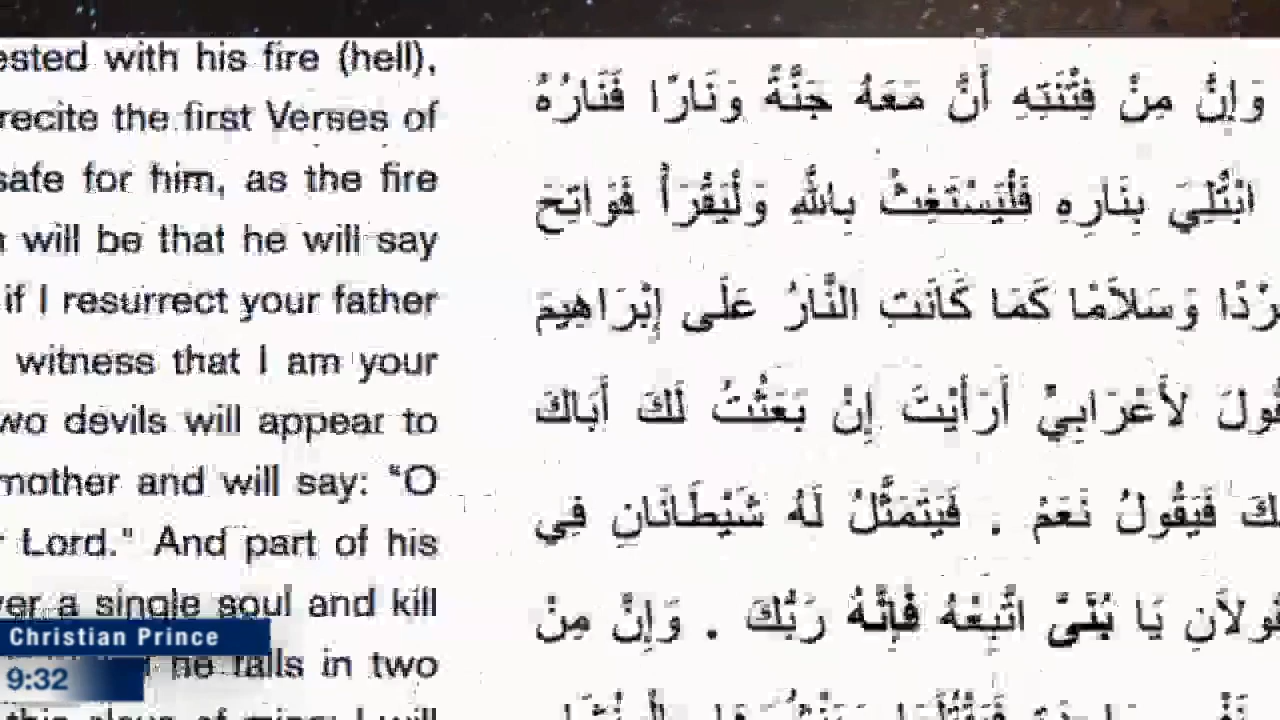 ested with his fire (hell),
recite the first Verses of
safe for him, as the fire
will be that he will say
if I resurrect your father
witness that I am your
wo devils will appear to
mother and will say: "O
Lord." And part of his
ver a single soul and kill
he falls in two
وَإِنَّ مِنْ فِتْنَتِهِ أَنَّ مَعَهُ جَنَّةً وَنَارًا فَنَارُهُ
ابْتُلِيَ بِنَارِهِ فَلْيَسْتَغِثْ بِاللَّهِ وَلْيَقْرَأْ فَوَاتِحَ
رْدًا وَسَلاَمًا كَمَا كَانَتِ النَّارُ عَلَى إِبْرَاهِيمَ
قُولَ لأَعْرَابِيٍّ أَرَأَيْتَ إِنْ بَعَثْتُ لَكَ أَبَاكَ
كَ فَيَقُولُ نَعَمْ . فَيَتَمَثَّلُ لَهُ شَيْطَانَانِ فِي
قُولاَنِ يَا بُنَىَّ اتَّبِعْهُ فَإِنَّهُ رَبُّكَ . وَإِنَّ مِنْ
Christian Prince
9:32